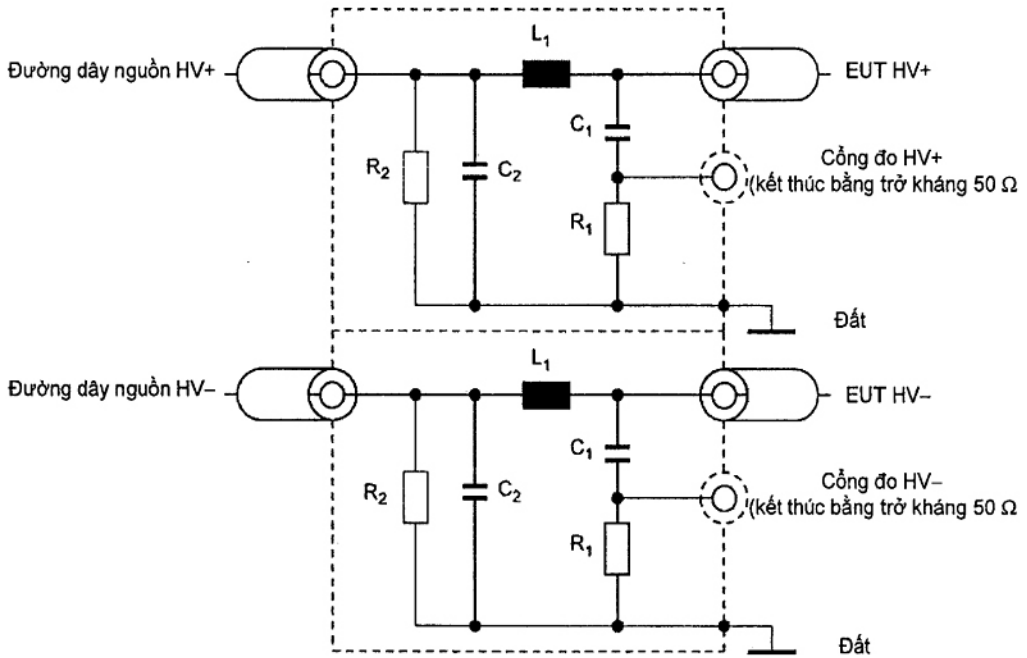 L1
Đường dây nguồn HV+
EUT HV+
C1
R2
C2
Cổng đo HV+
(kết thúc bằng trở kháng 50 Ω
R1
Đất
L1
Đường dây nguồn HV–
EUT HV–
C1
R2
C2
Cổng đo HV–
(kết thúc bằng trở kháng 50 Ω
R1
Đất